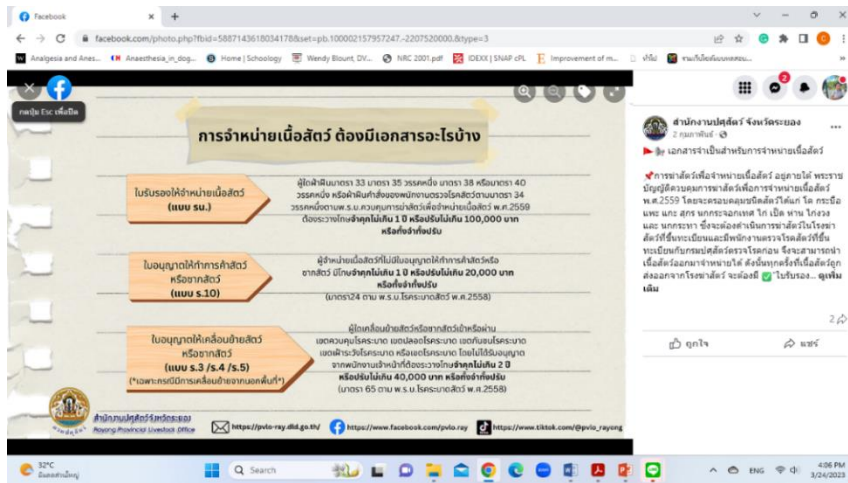 Facebook
facebook.com/photo.php?fbid=5887143618034178&set=pb.100002157957247.-2207520000.&type=3
Analgesia and Anes...
Anaesthesia_in_dog...
Home | Schoology
Wendy Blount, DV...
NRC 2001.pdf
IDEXX | SNAP cPL
Improvement of m...
กดปุ่ม Esc เพื่อปิด
การจำหน่ายเนื้อสัตว์ ต้องมีเอกสารอะไรบ้าง
ใบรับรองให้จำหน่ายเนื้อสัตว์
(แบบ รน.)
ผู้ใดฝ่าฝืนมาตรา 33 มาตรา 35 วรรคหนึ่ง มาตรา 38 หรือมาตรา 40
วรรคหนึ่ง หรือฝ่าฝืนคำสั่งของพนักงานตรวจโรคสัตว์ตามมาตรา 34
วรรคหนึ่งตามพ.ร.บ.ควบคุมการฆ่าสัตว์เพื่อจำหน่ายเนื้อสัตว์ พ.ศ.2559
ต้องระวางโทษจำคุกไม่เกิน 1 ปี หรือปรับไม่เกิน 100,000 บาท
หรือทั้งจำทั้งปรับ
ใบอนุญาตให้ทำการค้าสัตว์
หรือซากสัตว์
(แบบ ร.10)
ผู้จำหน่ายเนื้อสัตว์ที่ไม่มีใบอนุญาตให้ทำการค้าสัตว์หรือ
ซากสัตว์ มีโทษจำคุกไม่เกิน 1 ปี หรือปรับไม่เกิน 20,000 บาท
หรือทั้งจำทั้งปรับ
(มาตรา24 ตาม พ.ร.บ.โรคระบาดสัตว์ พ.ศ.2558)
ใบอนุญาตให้เคลื่อนย้ายสัตว์
หรือซากสัตว์
(แบบ ร.3 /ร.4 /ร.5)
(*เฉพาะกรณีมีการเคลื่อนย้ายจากนอกพื้นที่*)
ผู้ใดเคลื่อนย้ายสัตว์หรือซากสัตว์เข้าหรือผ่าน
เขตควบคุมโรคระบาด เขตปลอดโรคระบาด เขตกันชนโรคระบาด
เขตเฝ้าระวังโรคระบาด หรือเขตโรคระบาด โดยไม่ได้รับอนุญาต
จากพนักงานเจ้าหน้าที่ต้องระวางโทษจำคุกไม่เกิน 2 ปี
หรือปรับไม่เกิน 40,000 บาท หรือทั้งจำทั้งปรับ
(มาตรา 65 ตาม พ.ร.บ.โรคระบาดสัตว์ พ.ศ.2558)
สำนักงานปศุสัตว์จังหวัดระยอง
Rayong Provincial Livestock Office
https://pvlo-ray.dld.go.th/
https://www.facebook.com/pvlo.ray
https://www.tiktok.com/@pvlo_rayong
2
สำนักงานปศุสัตว์ จังหวัดระยอง
2 กุมภาพันธ์
เอกสารจำเป็นสำหรับการจำหน่ายเนื้อสัตว์
การฆ่าสัตว์เพื่อจำหน่ายเนื้อสัตว์ อยู่ภายใต้ พระราช
บัญญัติควบคุมการฆ่าสัตว์เพื่อการจำหน่ายเนื้อสัตว์
พ.ศ.2559 โดยจะครอบคลุมชนิดสัตว์ได้แก่ โค กระบือ
แพะ แกะ สุกร นกกระจอกเทศ ไก่ เป็ด ห่าน ไก่งวง
และ นกกระทา ซึ่งจะต้องดำเนินการฆ่าสัตว์ในโรงฆ่า
สัตว์ที่ขึ้นทะเบียนและมีพนักงานตรวจโรคสัตว์ที่ขึ้น
ทะเบียนกับกรมปศุสัตว์ตรวจโรคก่อน จึงจะสามารถนำ
เนื้อสัตว์ออกมาจำหน่ายได้ ดังนั้นทุกครั้งที่เนื้อสัตว์ถูก
ส่งออกจากโรงฆ่าสัตว์ จะต้องมี ✅ "ใบรับรอง... ดูเพิ่ม
เติม
2
ถูกใจ
แชร์
32°C
Search
ENG
4:06 PM
3/24/2023